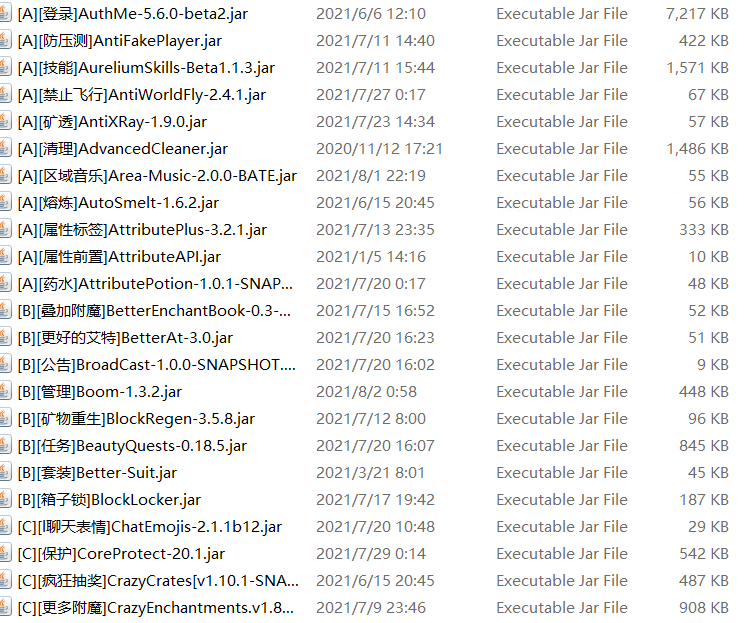 [A][登录]AuthMe-5.6.0-beta2.jar 2021/6/6 12:10 Executable Jar File 7,217 KB
[A][防压测]AntiFakePlayer.jar 2021/7/11 14:40 Executable Jar File 422 KB
[A][技能]AureliumSkills-Beta1.1.3.jar 2021/7/11 15:44 Executable Jar File 1,571 KB
[A][禁止飞行]AntiWorldFly-2.4.1.jar 2021/7/27 0:17 Executable Jar File 67 KB
[A][矿透]AntiXRay-1.9.0.jar 2021/7/23 14:34 Executable Jar File 57 KB
[A][清理]AdvancedCleaner.jar 2020/11/12 17:21 Executable Jar File 1,486 KB
[A][区域音乐]Area-Music-2.0.0-BATE.jar 2021/8/1 22:19 Executable Jar File 55 KB
[A][熔炼]AutoSmelt-1.6.2.jar 2021/6/15 20:45 Executable Jar File 56 KB
[A][属性标签]AttributePlus-3.2.1.jar 2021/7/13 23:35 Executable Jar File 333 KB
[A][属性前置]AttributeAPI.jar 2021/1/5 14:16 Executable Jar File 10 KB
[A][药水]AttributePotion-1.0.1-SNAP... 2021/7/20 0:17 Executable Jar File 48 KB
[B][叠加附魔]BetterEnchantBook-0.3-... 2021/7/15 16:52 Executable Jar File 52 KB
[B][更好的艾特]BetterAt-3.0.jar 2021/7/20 16:23 Executable Jar File 51 KB
[B][公告]BroadCast-1.0.0-SNAPSHOT.... 2021/7/20 16:02 Executable Jar File 9 KB
[B][管理]Boom-1.3.2.jar 2021/8/2 0:58 Executable Jar File 448 KB
[B][矿物重生]BlockRegen-3.5.8.jar 2021/7/12 8:00 Executable Jar File 96 KB
[B][任务]BeautyQuests-0.18.5.jar 2021/7/20 16:07 Executable Jar File 845 KB
[B][套装]Better-Suit.jar 2021/3/21 8:01 Executable Jar File 45 KB
[B][箱子锁]BlockLocker.jar 2021/7/17 19:42 Executable Jar File 187 KB
[C][l聊天表情]ChatEmojis-2.1.1b12.jar 2021/7/20 10:48 Executable Jar File 29 KB
[C][保护]CoreProtect-20.1.jar 2021/7/29 0:14 Executable Jar File 542 KB
[C][疯狂抽奖]CrazyCrates[v1.10.1-SNA... 2021/6/15 20:45 Executable Jar File 487 KB
[C][更多附魔]CrazyEnchantments.v1.8... 2021/7/9 23:46 Executable Jar File 908 KB